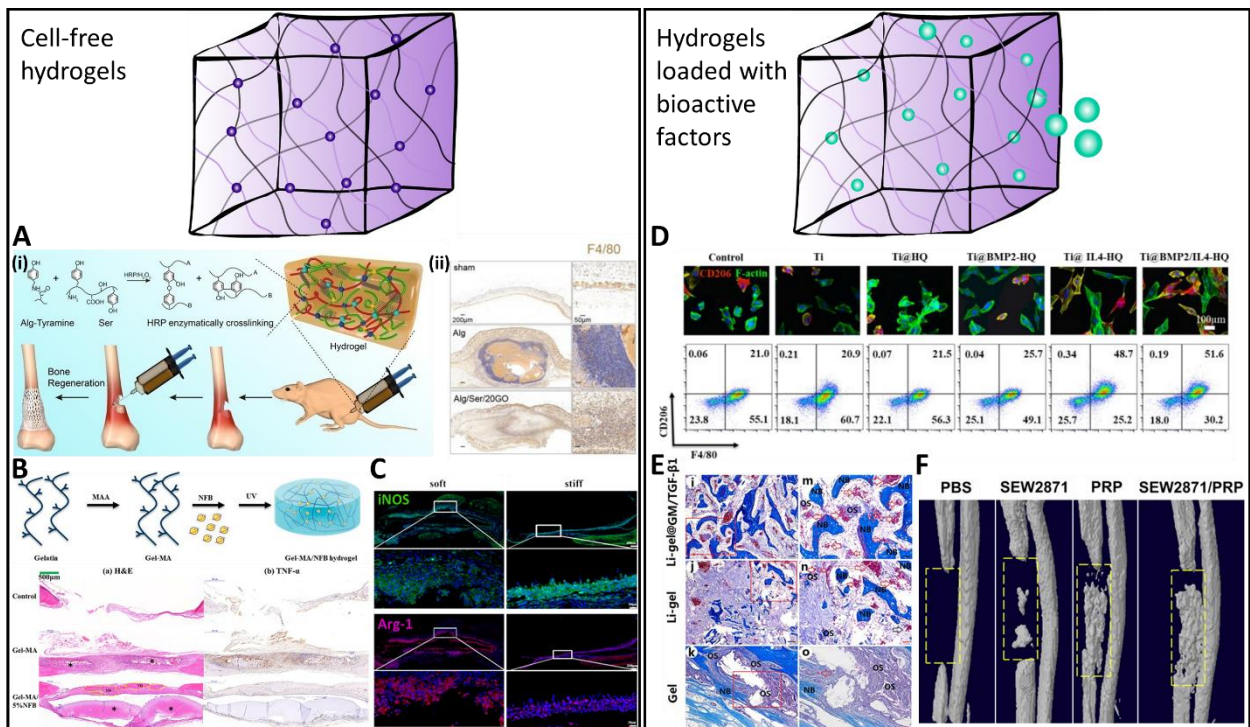 Cell-free
hydrogels
Hydrogels
loaded with
bioactive
factors
A
(i)
HRP/H₂O₂
Alg-Tyramine
Ser
HRP enzymatically crosslinking
Hydrogel
Bone
Regeneration
(ii)
F4/80
sham
200μm
50μm
Alg
Alg/Ser/20GO
B
MAA
NFB
UV
Gelatin
Gel-MA
Gel-MA/NFB hydrogel
500μm
(a) H&E
(b) TNF-α
Control
Gel-MA
Gel-MA/
5%NFB
C
soft
stiff
iNOS
Arg-1
D
Control
Ti
Ti@HQ
Ti@BMP2-HQ
Ti@ IL4-HQ
Ti@BMP2/IL4-HQ
CD206 F-actin
100μm
0.06 21.0 0.21 20.9 0.07 21.5 0.04 25.7 0.34 48.7 0.19 51.6
23.8 55.1 18.1 60.7 22.1 56.3 25.1 49.1 25.7 25.2 18.0 30.2
CD206
F4/80
E
Li-gel@GM/TGF-β1
Li-gel
Gel
i
m
NB
OS
j
n
k
o
F
PBS
SEW2871
PRP
SEW2871/PRP